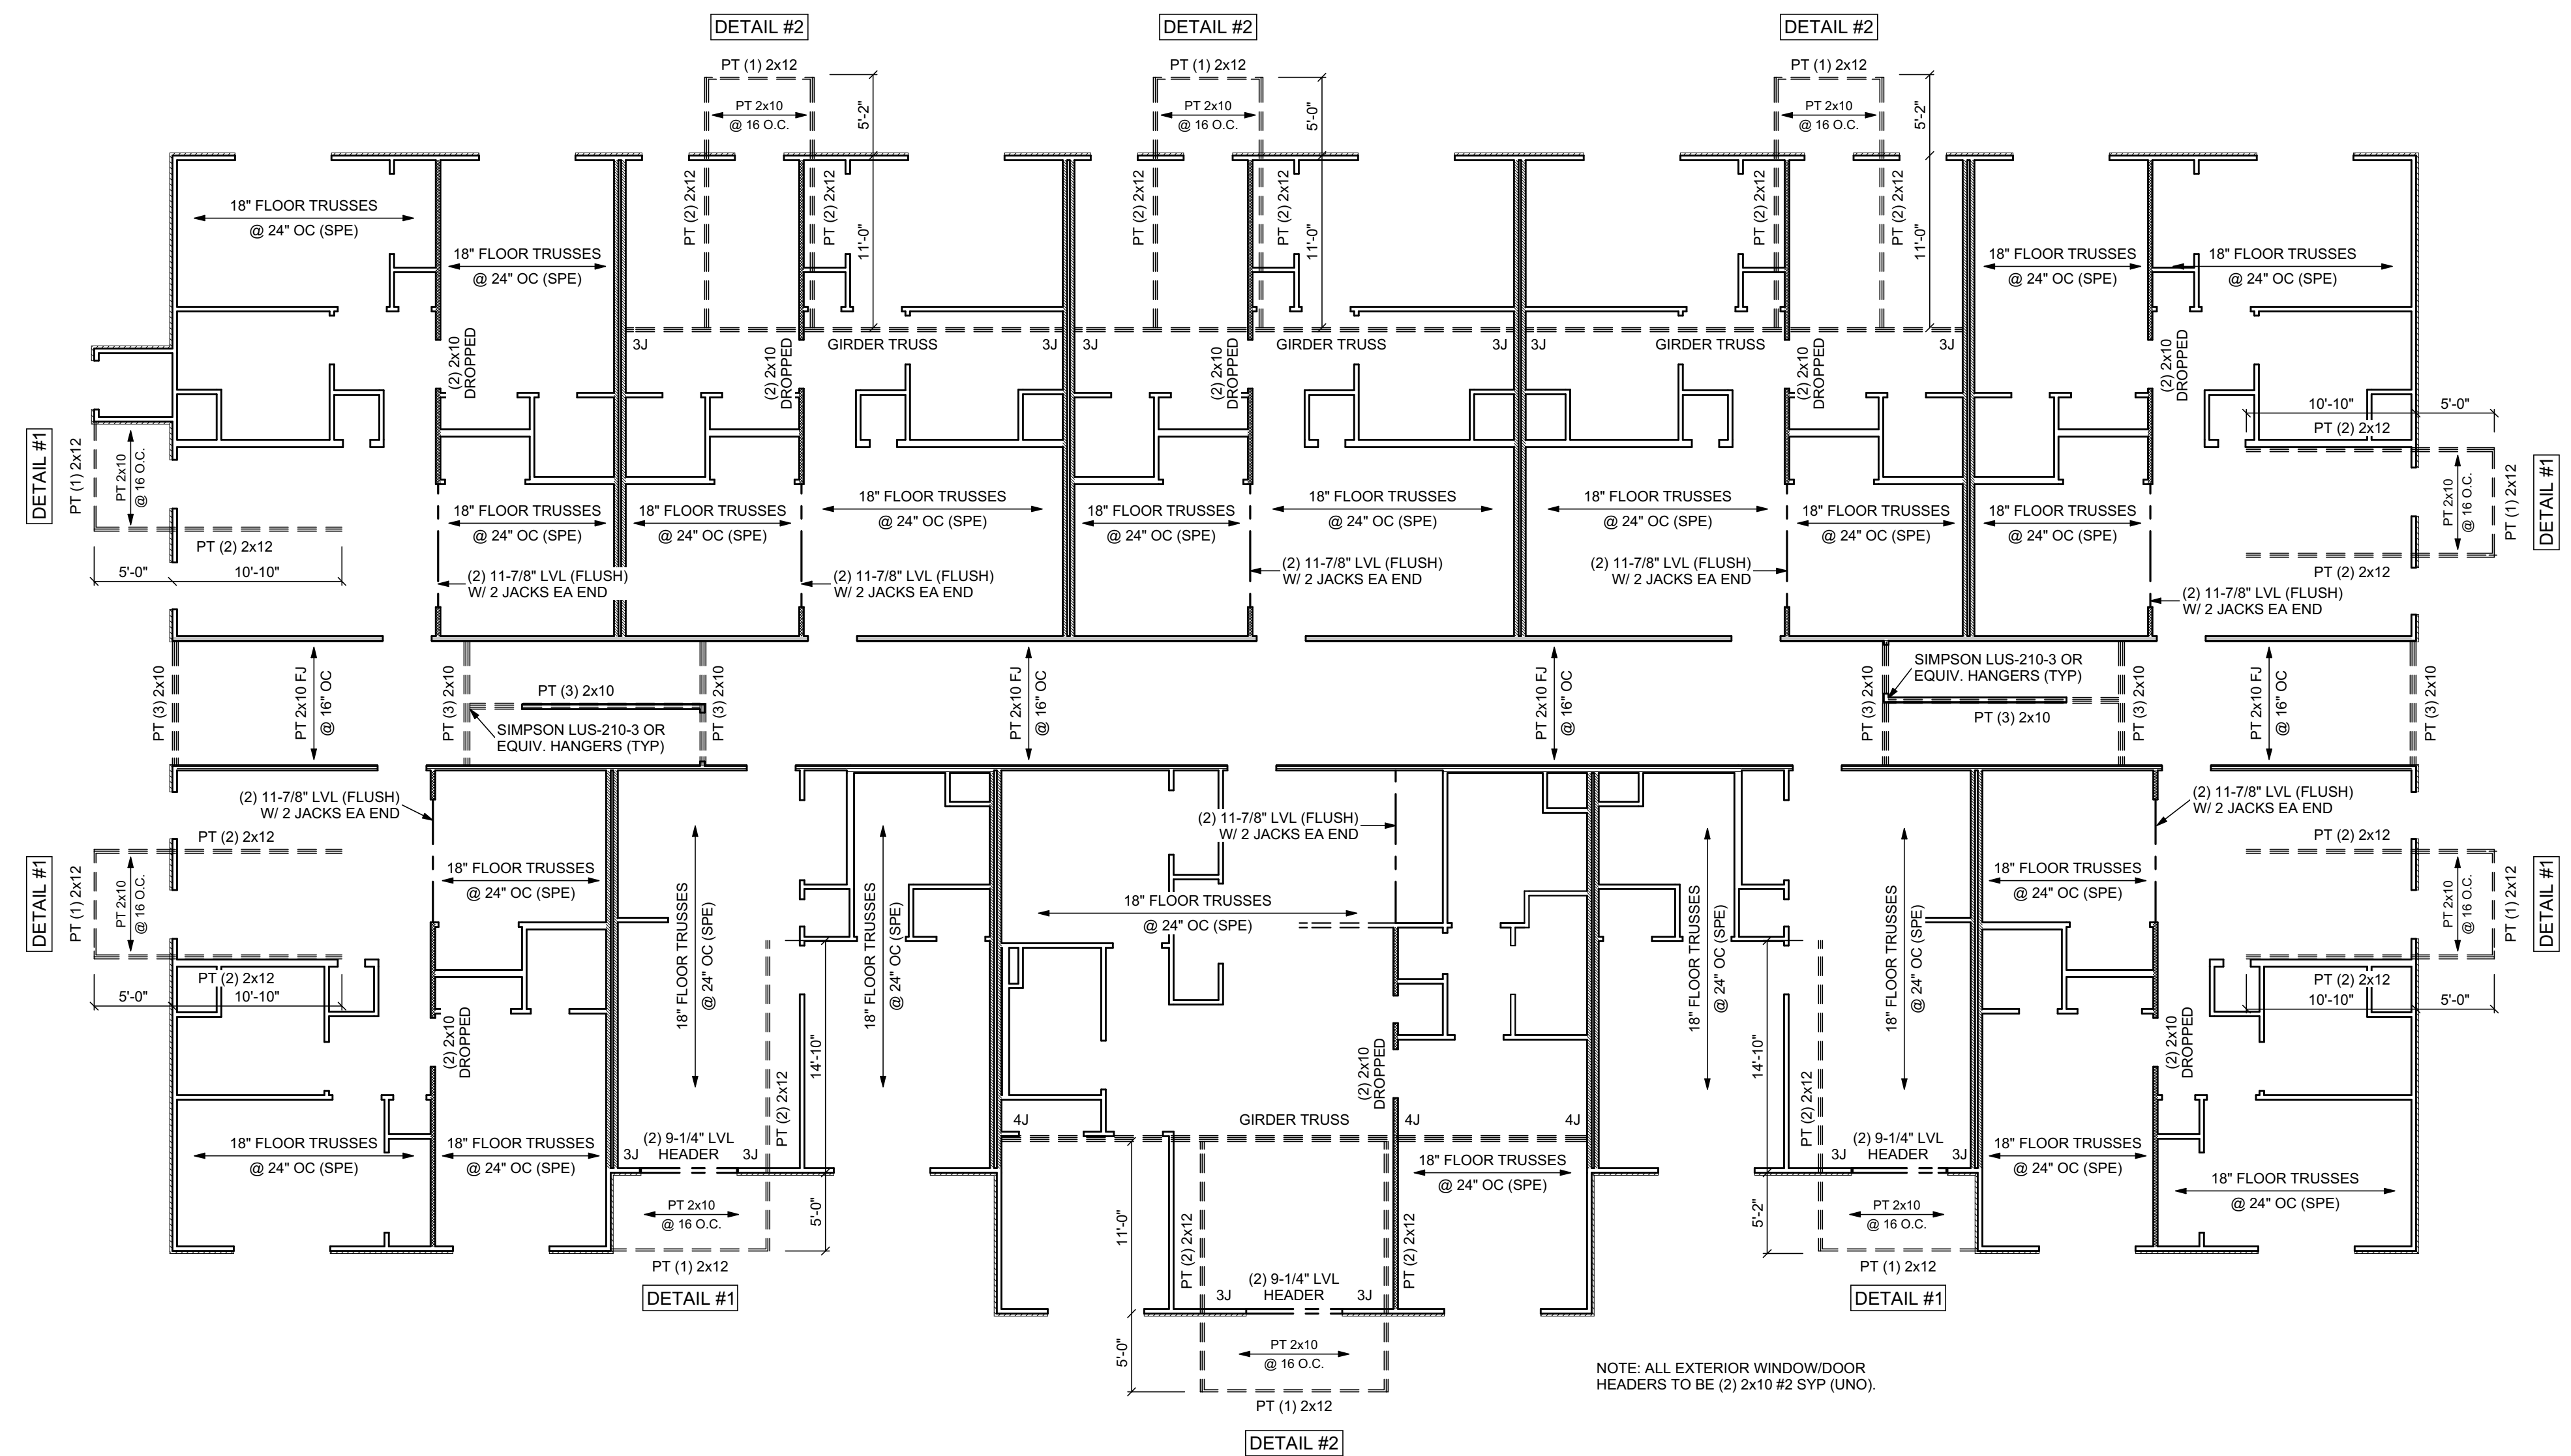 DETAIL #2
DETAIL #2
DETAIL #2
PT (1) 2x12
PT (1) 2x12
PT (1) 2x12
PT 2x10
@ 16 O.C.
5'-2"
PT 2x10
@ 16 O.C.
5'-0"
PT 2x10
@ 16 O.C.
5'-2"
18" FLOOR TRUSSES
@ 24" OC (SPE)
18" FLOOR TRUSSES
@ 24" OC (SPE)
PT (2) 2x12
PT (2) 2x12
11'-0"
PT (2) 2x12
PT (2) 2x12
11'-0"
PT (2) 2x12
PT (2) 2x12
11'-0"
18" FLOOR TRUSSES
@ 24" OC (SPE)
18" FLOOR TRUSSES
@ 24" OC (SPE)
(2) 2x10
DROPPED
3J
(2) 2x10
DROPPED
GIRDER TRUSS
3J
3J
(2) 2x10
DROPPED
GIRDER TRUSS
3J
3J
GIRDER TRUSS
(2) 2x10
DROPPED
3J
(2) 2x10
DROPPED
10'-10"
5'-0"
PT (2) 2x12
DETAIL #1
PT (1) 2x12
PT 2x10
@ 16 O.C.
PT (2) 2x12
5'-0"
10'-10"
18" FLOOR TRUSSES
@ 24" OC (SPE)
18" FLOOR TRUSSES
@ 24" OC (SPE)
18" FLOOR TRUSSES
@ 24" OC (SPE)
18" FLOOR TRUSSES
@ 24" OC (SPE)
18" FLOOR TRUSSES
@ 24" OC (SPE)
18" FLOOR TRUSSES
@ 24" OC (SPE)
18" FLOOR TRUSSES
@ 24" OC (SPE)
18" FLOOR TRUSSES
@ 24" OC (SPE)
PT 2x10
@ 16 O.C.
PT (1) 2x12
DETAIL #1
PT (2) 2x12
(2) 11-7/8" LVL (FLUSH)
W/ 2 JACKS EA END
(2) 11-7/8" LVL (FLUSH)
W/ 2 JACKS EA END
(2) 11-7/8" LVL (FLUSH)
W/ 2 JACKS EA END
(2) 11-7/8" LVL (FLUSH)
W/ 2 JACKS EA END
(2) 11-7/8" LVL (FLUSH)
W/ 2 JACKS EA END
PT (3) 2x10
PT 2x10 FJ
@ 16" OC
PT (3) 2x10
PT (3) 2x10
SIMPSON LUS-210-3 OR
EQUIV. HANGERS (TYP)
PT (3) 2x10
PT 2x10 FJ
@ 16" OC
PT 2x10 FJ
@ 16" OC
PT (3) 2x10
SIMPSON LUS-210-3 OR
EQUIV. HANGERS (TYP)
PT (3) 2x10
PT (3) 2x10
PT 2x10 FJ
@ 16" OC
PT (3) 2x10
(2) 11-7/8" LVL (FLUSH)
W/ 2 JACKS EA END
(2) 11-7/8" LVL (FLUSH)
W/ 2 JACKS EA END
(2) 11-7/8" LVL (FLUSH)
W/ 2 JACKS EA END
DETAIL #1
PT (1) 2x12
PT 2x10
@ 16 O.C.
PT (2) 2x12
PT (2) 2x12
5'-0"
10'-10"
18" FLOOR TRUSSES
@ 24" OC (SPE)
18" FLOOR TRUSSES
@ 24" OC (SPE)
18" FLOOR TRUSSES
@ 24" OC (SPE)
18" FLOOR TRUSSES
@ 24" OC (SPE)
18" FLOOR TRUSSES
@ 24" OC (SPE)
18" FLOOR TRUSSES
@ 24" OC (SPE)
18" FLOOR TRUSSES
@ 24" OC (SPE)
PT (2) 2x12
PT 2x10
@ 16 O.C.
PT (1) 2x12
DETAIL #1
PT (2) 2x12
10'-10"
5'-0"
(2) 2x10
DROPPED
14'-10"
PT (2) 2x12
(2) 2x10
DROPPED
14'-10"
PT (2) 2x12
(2) 2x10
DROPPED
4J
GIRDER TRUSS
4J
4J
18" FLOOR TRUSSES
@ 24" OC (SPE)
18" FLOOR TRUSSES
@ 24" OC (SPE)
3J
(2) 9-1/4" LVL
HEADER
3J
18" FLOOR TRUSSES
@ 24" OC (SPE)
3J
(2) 9-1/4" LVL
HEADER
3J
18" FLOOR TRUSSES
@ 24" OC (SPE)
18" FLOOR TRUSSES
@ 24" OC (SPE)
PT 2x10
@ 16 O.C.
5'-0"
11'-0"
PT (2) 2x12
PT (2) 2x12
5'-2"
PT 2x10
@ 16 O.C.
PT (1) 2x12
DETAIL #1
PT (1) 2x12
DETAIL #1
3J
(2) 9-1/4" LVL
HEADER
3J
5'-0"
PT 2x10
@ 16 O.C.
PT (1) 2x12
DETAIL #2
NOTE: ALL EXTERIOR WINDOW/DOOR
HEADERS TO BE (2) 2x10 #2 SYP (UNO).